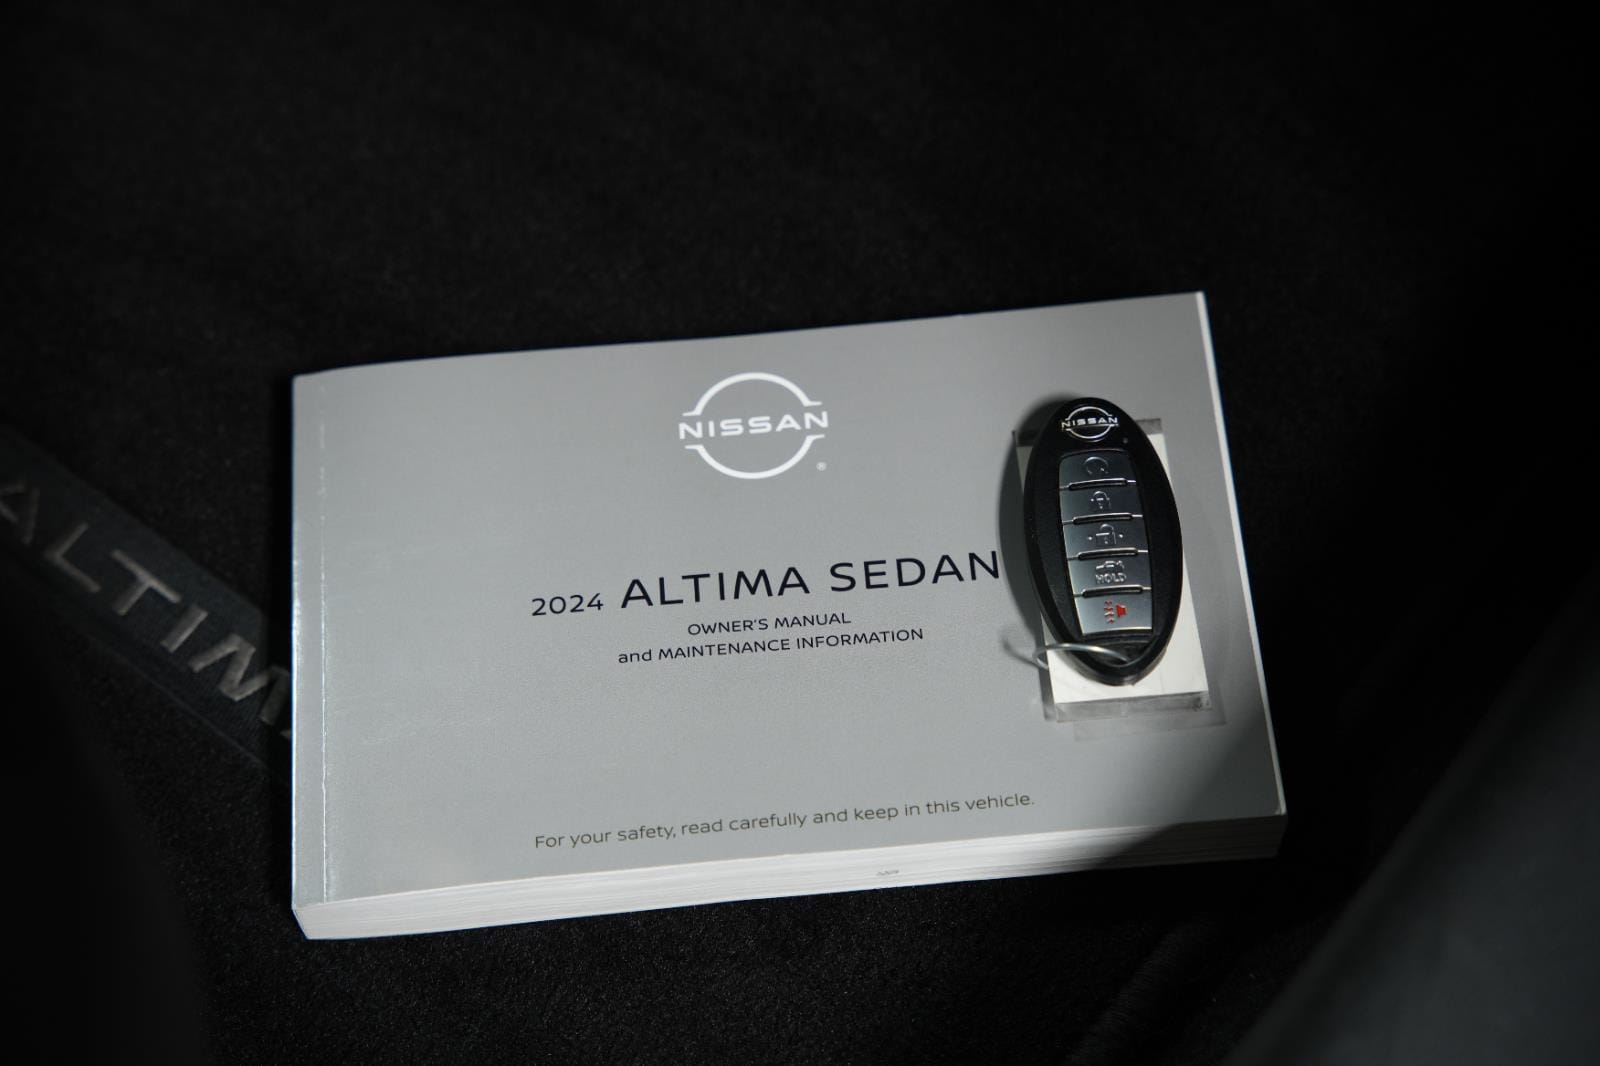 NISSAN
®
2024 ALTIMA SEDAN
OWNER'S MANUAL
and MAINTENANCE INFORMATION
For your safety, read carefully and keep in this vehicle.
NISSAN
HOLD
ALTIM